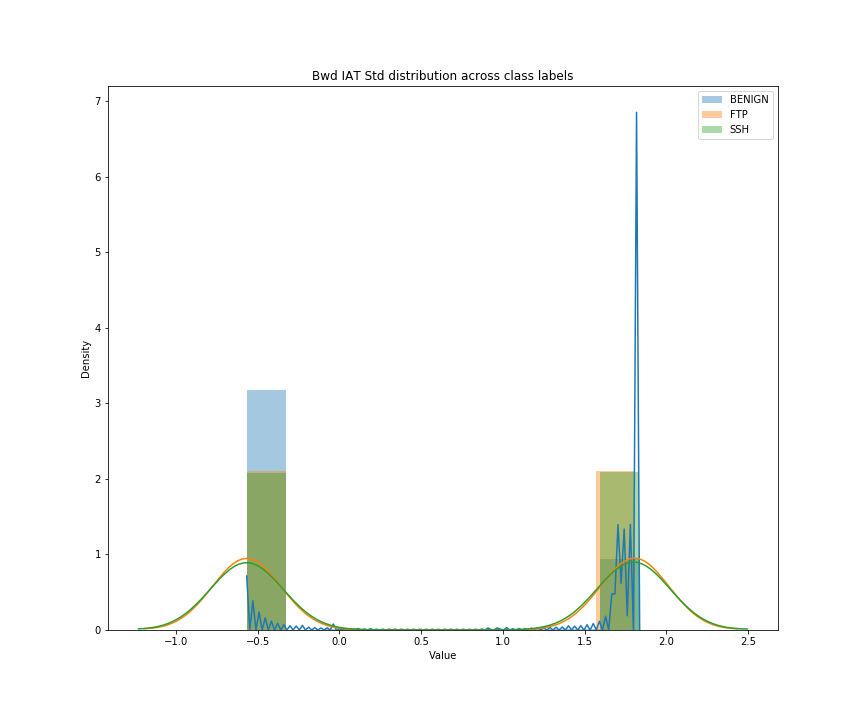 Bwd IAT Std distribution across class labels
BENIGN
FTP
SSH
7
6
5
4
3
2
1
0
Density
−1.0
−0.5
0.0
0.5
1.0
1.5
2.0
2.5
Value